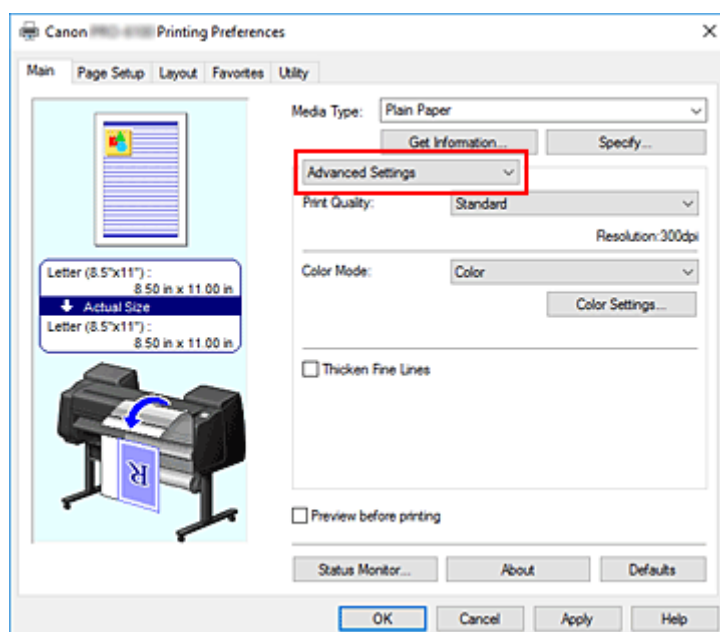 Canon Printing Preferences
Main Page Setup Layout Favorites Utility
Media Type: Plain Paper
Get Information... Specify...
Advanced Settings
Print Quality: Standard
Resolution:300dpi
Letter (8.5"x11") :
8.50 in x 11.00 in
Actual Size
Letter (8.5"x11") :
8.50 in x 11.00 in
Color Mode: Color
Color Settings...
Thicken Fine Lines
R
Preview before printing
Status Monitor... About Defaults
OK Cancel Apply Help